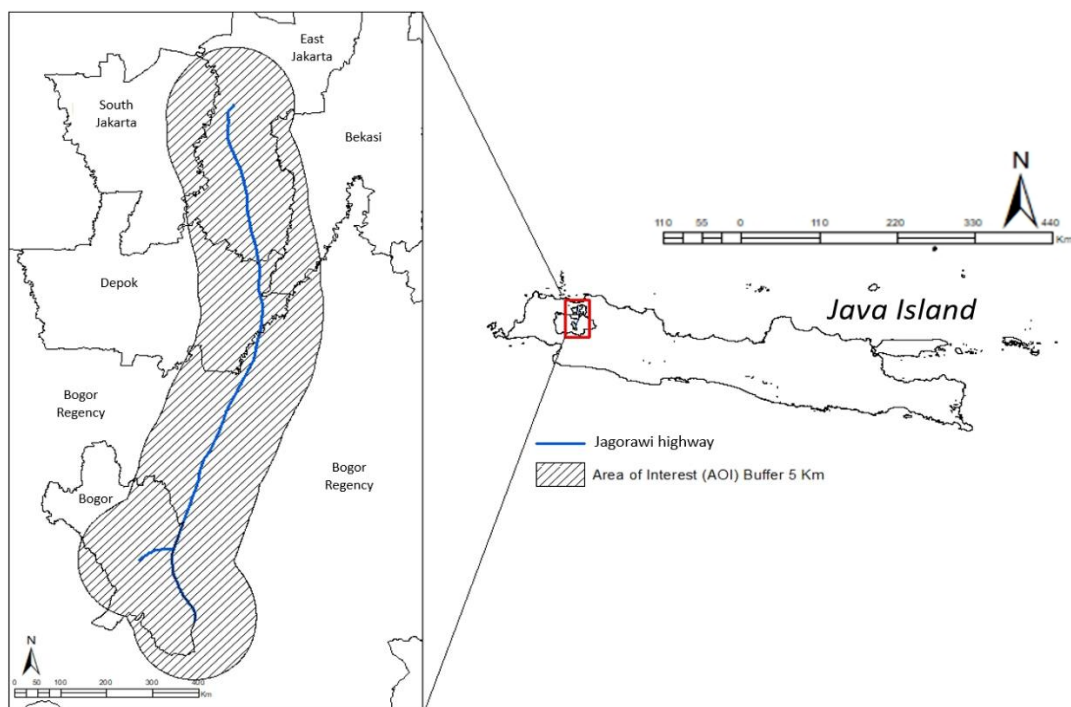 East
Jakarta
South
Jakarta
Bekasi
Depok
Bogor
Regency
Bogor
Regency
Bogor
N
0 50 100 200 300 400
Km
N
110 55 0 110 220 330 440
Km
Java Island
Jagorawi highway
Area of Interest (AOI) Buffer 5 Km